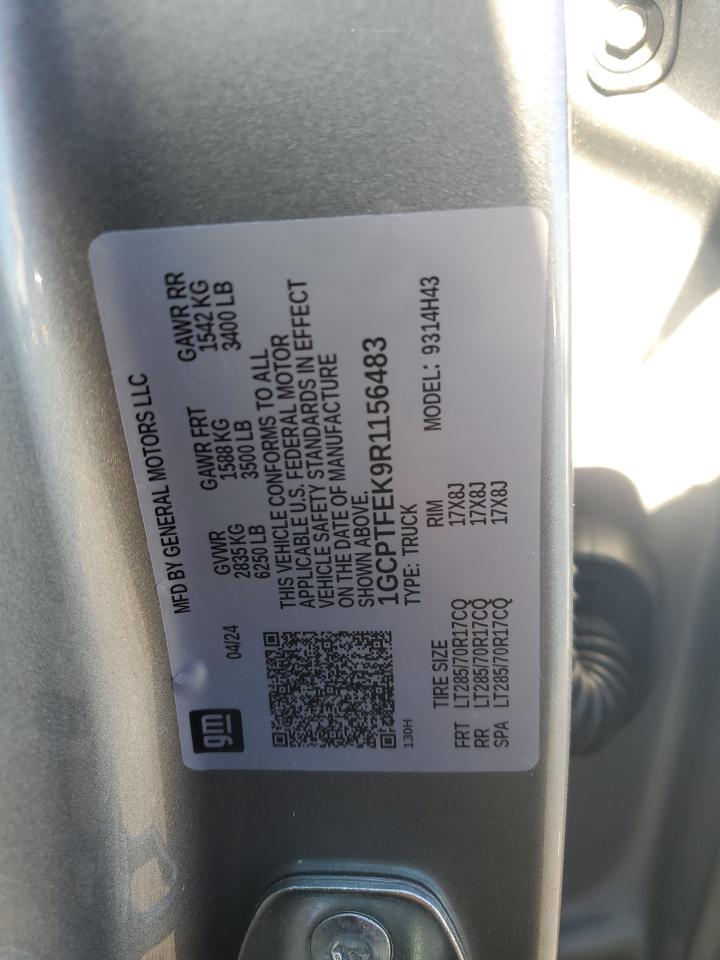 gm
MFD BY GENERAL MOTORS LLC
04/24
GVWR GAWR FRT GAWR RR
2835 KG 1588 KG 1542 KG
6250 LB 3500 LB 3400 LB
THIS VEHICLE CONFORMS TO ALL
APPLICABLE U.S. FEDERAL MOTOR
VEHICLE SAFETY STANDARDS IN EFFECT
ON THE DATE OF MANUFACTURE
SHOWN ABOVE.
1GCPTFEK9R1156483
130H
TYPE: TRUCK MODEL: 9314H43
TIRE SIZE RIM
FRT LT285/70R17CQ 17X8J
RR LT285/70R17CQ 17X8J
SPA LT285/70R17CQ 17X8J